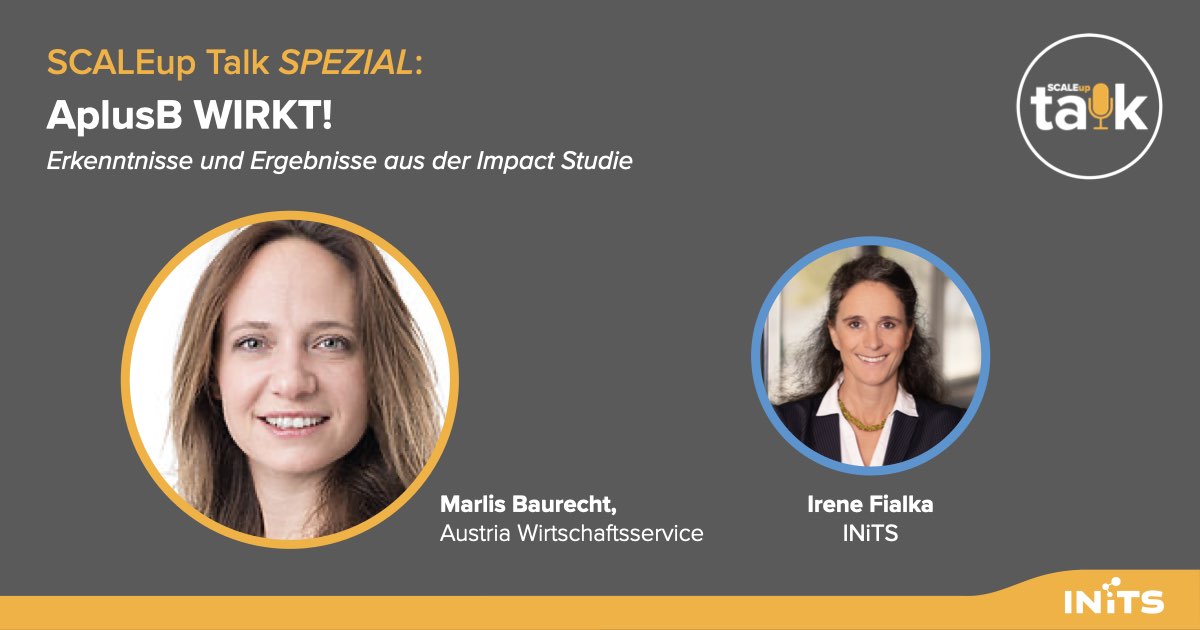 SCALEup Talk SPEZIAL:
AplusB WIRKT!
Erkenntnisse und Ergebnisse aus der Impact Studie
SCALEup
talk
Marlis Baurecht,
Austria Wirtschaftsservice
Irene Fialka
INiTS
INiTS